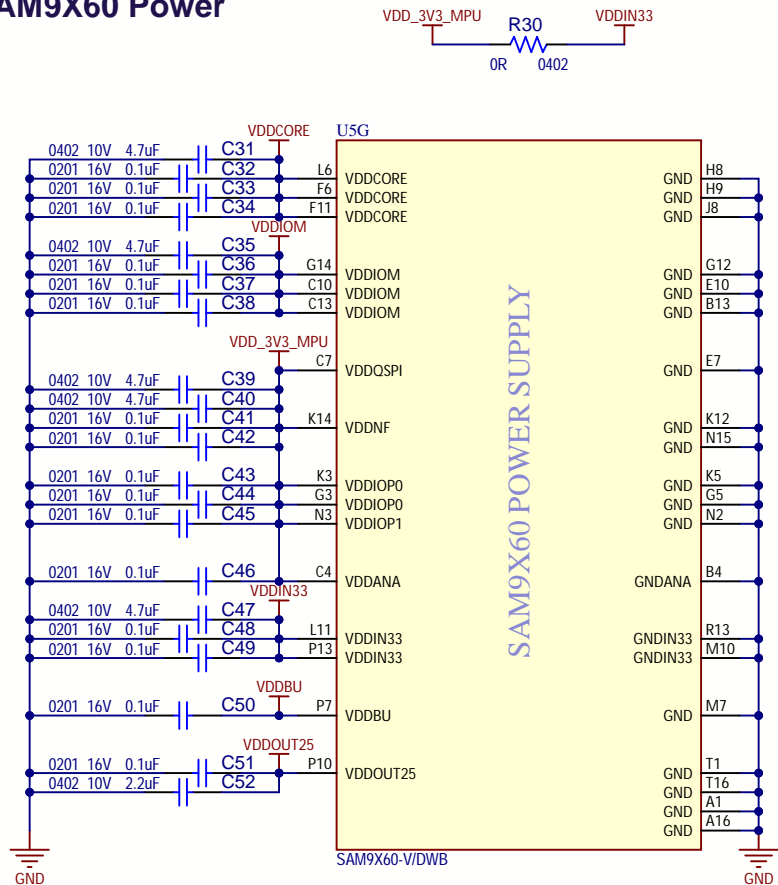 AM9X60 Power
VDD_3V3_MPU R30 VDDIN33
0R 0402
VDDCORE U5G
0402 10V 4.7uF C31
0201 16V 0.1uF C32 L6 VDDCORE GND H8
0201 16V 0.1uF C33 F6 VDDCORE GND H9
0201 16V 0.1uF C34 F11 VDDCORE GND J8
VDDIOM
0402 10V 4.7uF C35
0201 16V 0.1uF C36 G14 VDDIOM GND G12
0201 16V 0.1uF C37 C10 VDDIOM GND E10
0201 16V 0.1uF C38 C13 VDDIOM GND B13
VDD_3V3_MPU
C7 VDDQSPI GND E7
0402 10V 4.7uF C39
0402 10V 4.7uF C40
0201 16V 0.1uF C41 K14 VDDNF GND K12
0201 16V 0.1uF C42 GND N15
0201 16V 0.1uF C43 K3 VDDIOP0 GND K5
0201 16V 0.1uF C44 G3 VDDIOP0 GND G5
0201 16V 0.1uF C45 N3 VDDIOP1 GND N2
0201 16V 0.1uF C46 C4 VDDANA GNDANA B4
VDDIN33
0402 10V 4.7uF C47
0201 16V 0.1uF C48 L11 VDDIN33 GNDIN33 R13
0201 16V 0.1uF C49 P13 VDDIN33 GNDIN33 M10
VDDBU
0201 16V 0.1uF C50 P7 VDDBU GND M7
VDDOUT25
0201 16V 0.1uF C51 P10 VDDOUT25 GND T1
0402 10V 2.2uF C52 GND T16
GND A1
GND A16
SAM9X60 POWER SUPPLY
SAM9X60-V/DWB
GND GND